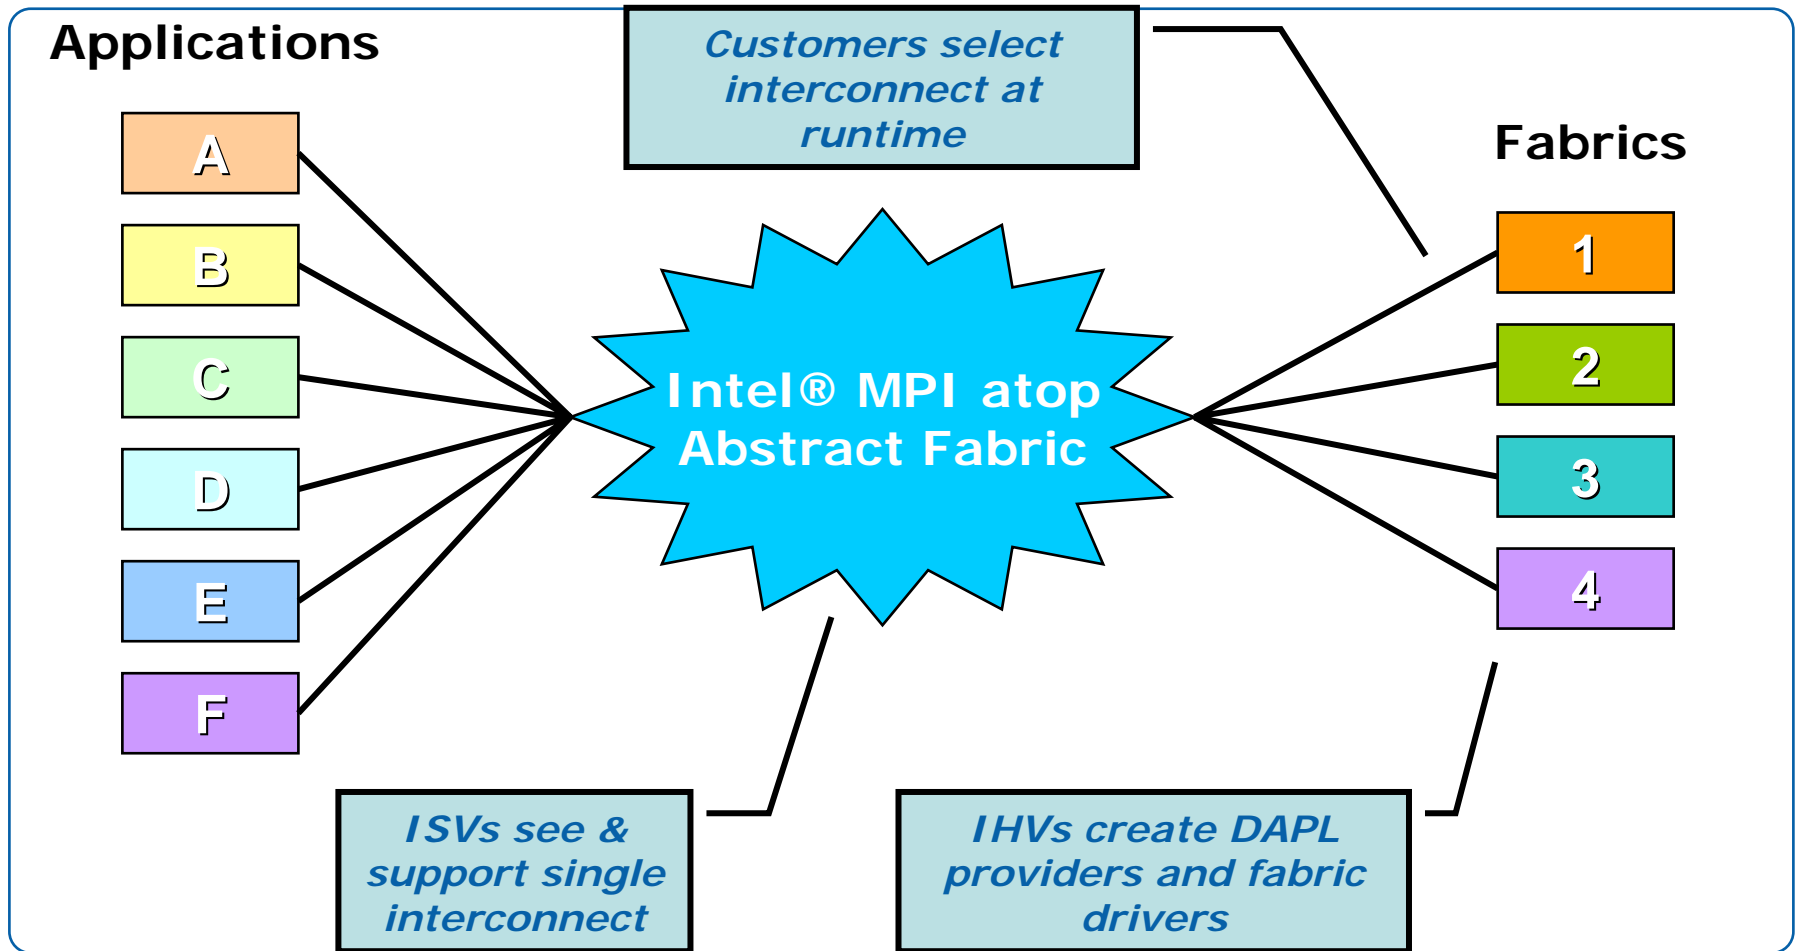 Applications
Customers select
interconnect at
runtime
Fabrics
A
B
C
D
E
F
Intel® MPI atop
Abstract Fabric
1
2
3
4
ISVs see &
support single
interconnect
IHVs create DAPL
providers and fabric
drivers